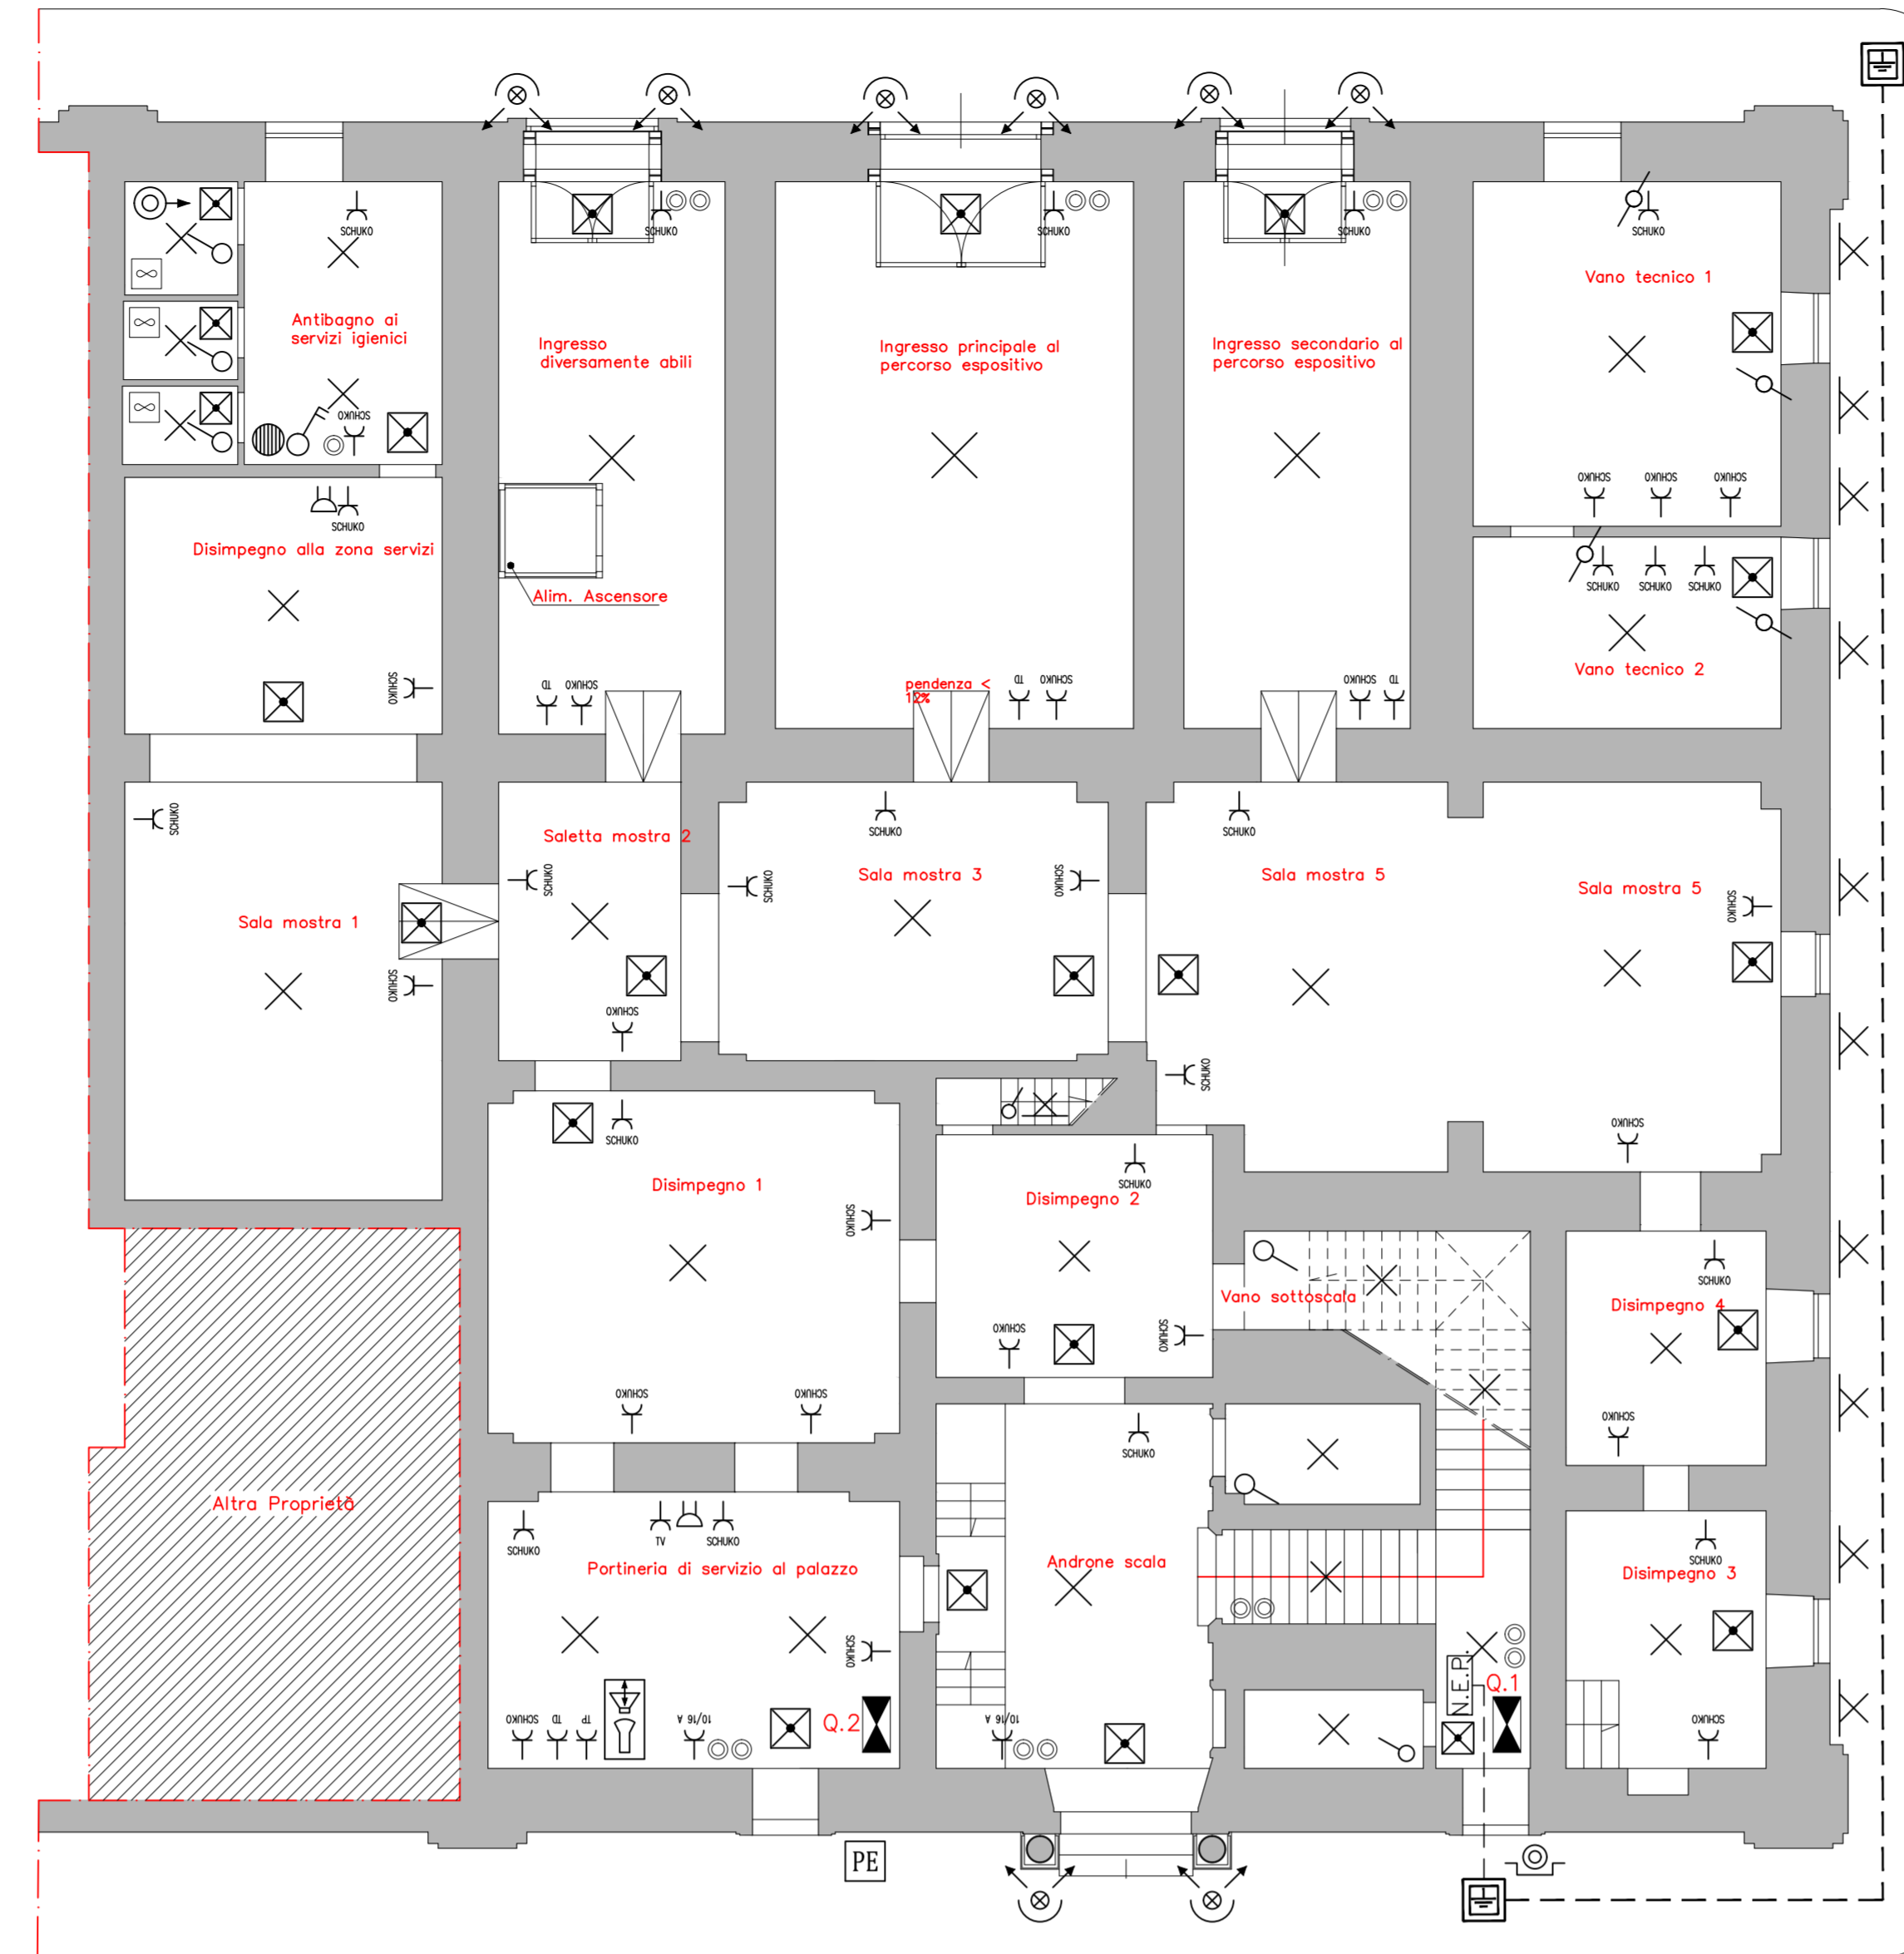 SCHUKO
SCHUKO
SCHUKO
SCHUKO
SCHUKO
Vano tecnico 1
Antibagno ai
servizi igienici
Ingresso
diversamente abili
Ingresso principale al
percorso espositivo
Ingresso secondario al
percorso espositivo
SCHUKO
SCHUKO
SCHUKO
SCHUKO
SCHUKO
Disimpegno alla zona servizi
SCHUKO
SCHUKO
SCHUKO
Alim. Ascensore
Vano tecnico 2
SCHUKO
TD
SCHUKO
pendenza <
12%
TD
SCHUKO
SCHUKO
TD
SCHUKO
SCHUKO
SCHUKO
Saletta mostra 2
SCHUKO
SCHUKO
SCHUKO
Sala mostra 3
Sala mostra 5
Sala mostra 5
SCHUKO
Sala mostra 1
SCHUKO
SCHUKO
SCHUKO
SCHUKO
SCHUKO
SCHUKO
Disimpegno 1
Disimpegno 2
SCHUKO
SCHUKO
SCHUKO
Vano sottoscala
Disimpegno 4
SCHUKO
SCHUKO
SCHUKO
SCHUKO
SCHUKO
SCHUKO
Altra Proprietà
SCHUKO
TV
SCHUKO
Portineria di servizio al palazzo
Androne scala
SCHUKO
Disimpegno 3
SCHUKO
N.E.P.
Q.1
SCHUKO
TD
TP
10/16 A
Q.2
10/16 A
SCHUKO
PE